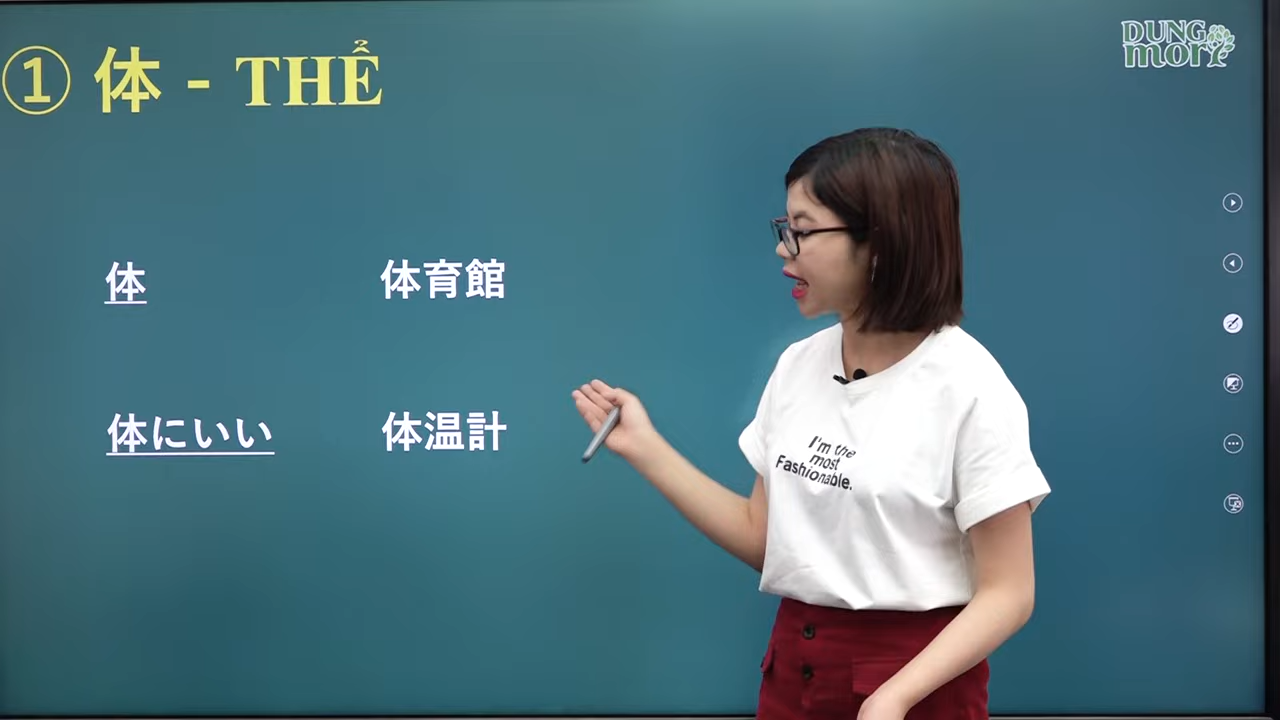 ① 体 - THỂ
DUNG
mori
体
体育館
体にいい
体温計
I'm the
most
Fashionable.